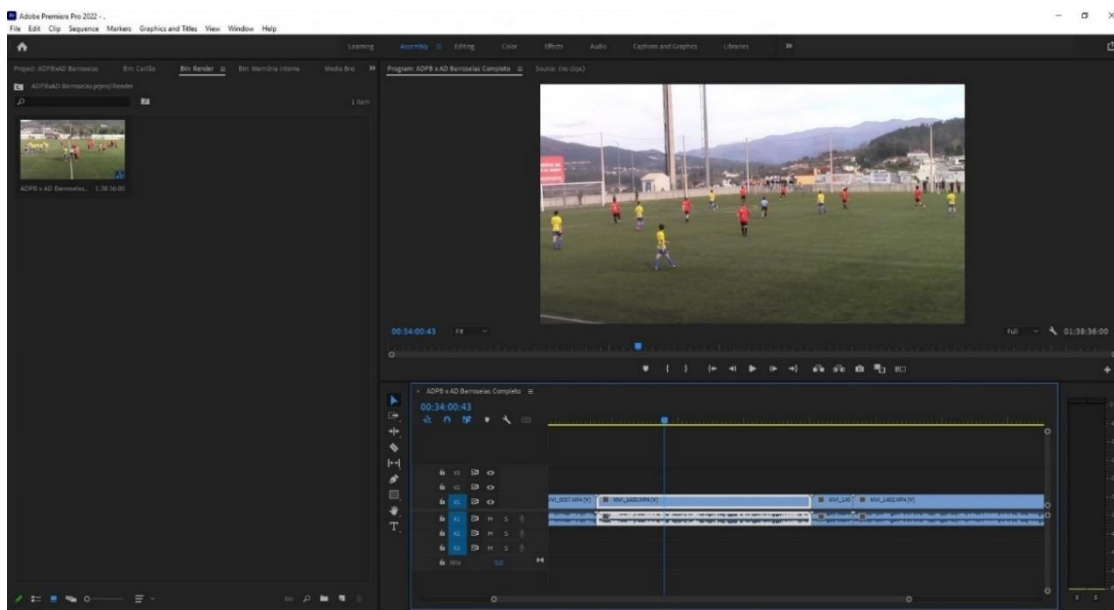 Adobe Premiere Pro 2022 - .
File Edit Clip Sequence Markers Graphics and Titles View Window Help
Learning Assembly Editing Color Effects Audio Captions and Graphics Libraries
Project: ADPBxAD Barroselas Bin: Cartão Bin: Render Bin: Memória Interna Media Bro
Program: ADPB x AD Barroselas Completo Source: (no clips)
ADPBxAD Barroselas.prproj\Render
1 Item
ADPB x AD Barroselas... 1:38:56:00
00:34:00:43 Fit Full 01:38:56:00
ADPB x AD Barroselas Completo
00:34:00:43
V3
V2
V1
A1 M S
A2 M S
A3 M S
Mix 0,0
S S